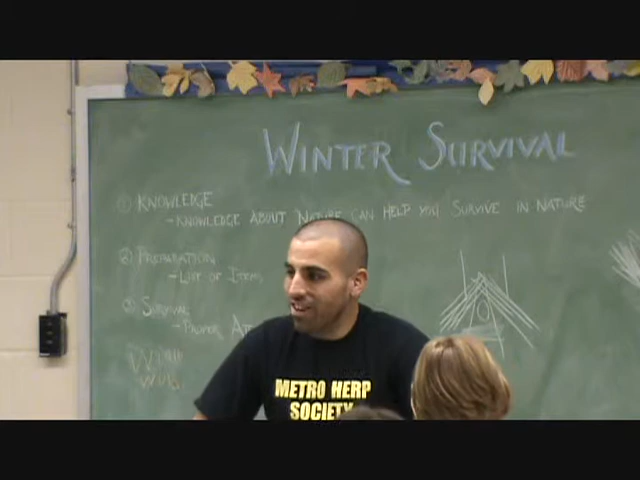 WINTER SURVIVAL
① KNOWLEDGE
- KNOWLEDGE ABOUT NATURE CAN HELP YOU SURVIVE IN NATURE
② PREPARATION
- LIST OF ITEMS
③ SURVIVAL
- PROPER
METRO HERP
SOCIETY